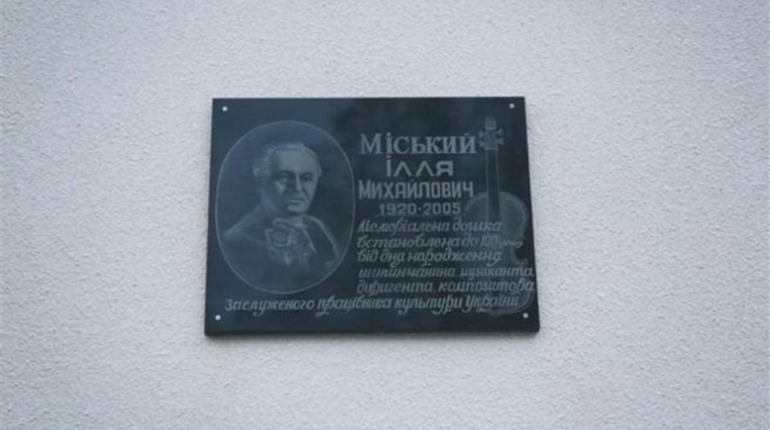 Міський
Ілля
Михайлович
1920-2005
Меморіальна дошка
встановлена до 100-річчя
від дня народження
шипинчанина, музиканта
диригента, композитора
Заслуженого працівника культури України